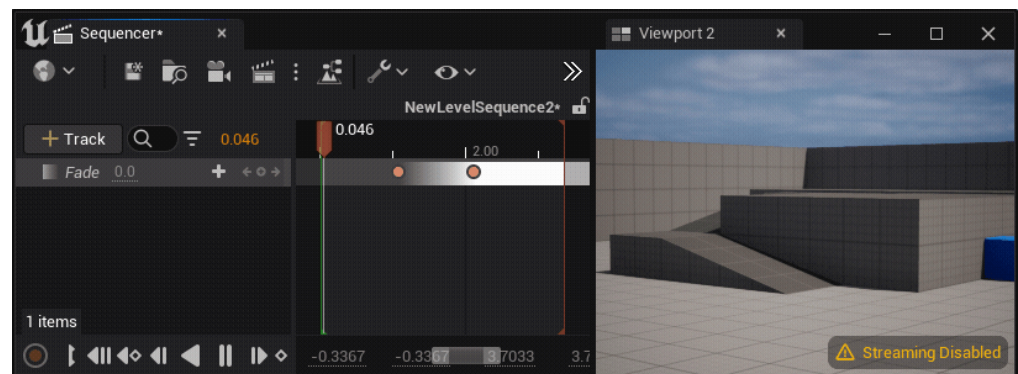 Sequencer*
Viewport 2
NewLevelSequence2*
+ Track
0.046
0.046
2.00
Fade 0.0
1 items
-0.3367
-0.3367
3.7033
3.7
Streaming Disabled